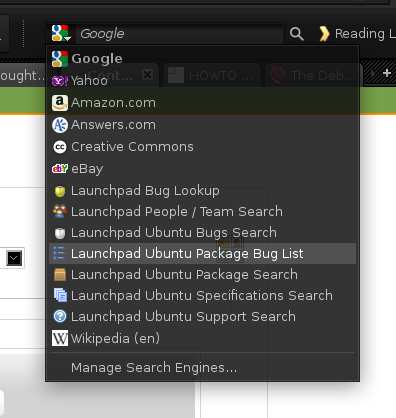 Google
Reading L
ought...
Cont...
HOWTO ...
The Deb...
Google
Yahoo
Amazon.com
Answers.com
Creative Commons
eBay
Launchpad Bug Lookup
Launchpad People / Team Search
Launchpad Ubuntu Bugs Search
Launchpad Ubuntu Package Bug List
Launchpad Ubuntu Package Search
Launchpad Ubuntu Specifications Search
Launchpad Ubuntu Support Search
Wikipedia (en)
Manage Search Engines...